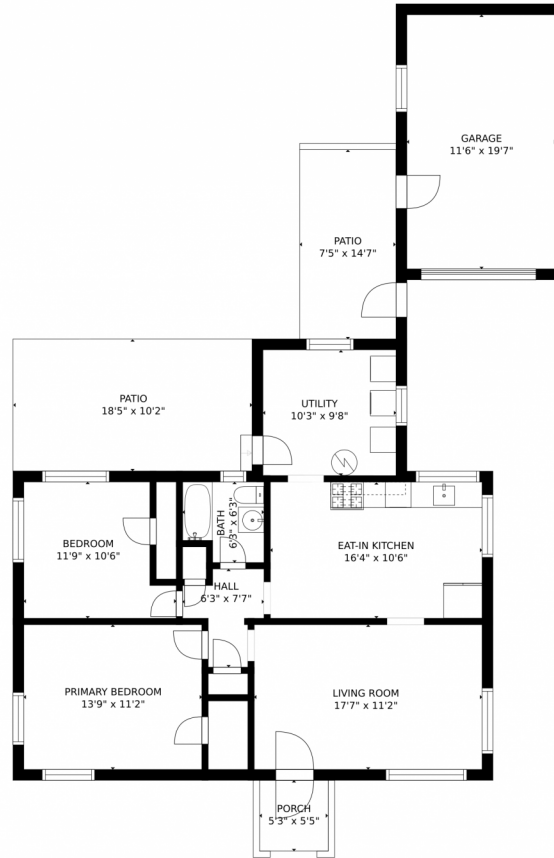 GARAGE
11'6" x 19'7"
PATIO
7'5" x 14'7"
PATIO
18'5" x 10'2"
UTILITY
10'3" x 9'8"
BEDROOM
11'9" x 10'6"
BATH
6'3" x 6'3"
EAT-IN KITCHEN
16'4" x 10'6"
HALL
6'3" x 7'7"
PRIMARY BEDROOM
13'9" x 11'2"
LIVING ROOM
17'7" x 11'2"
PORCH
5'3" x 5'5"